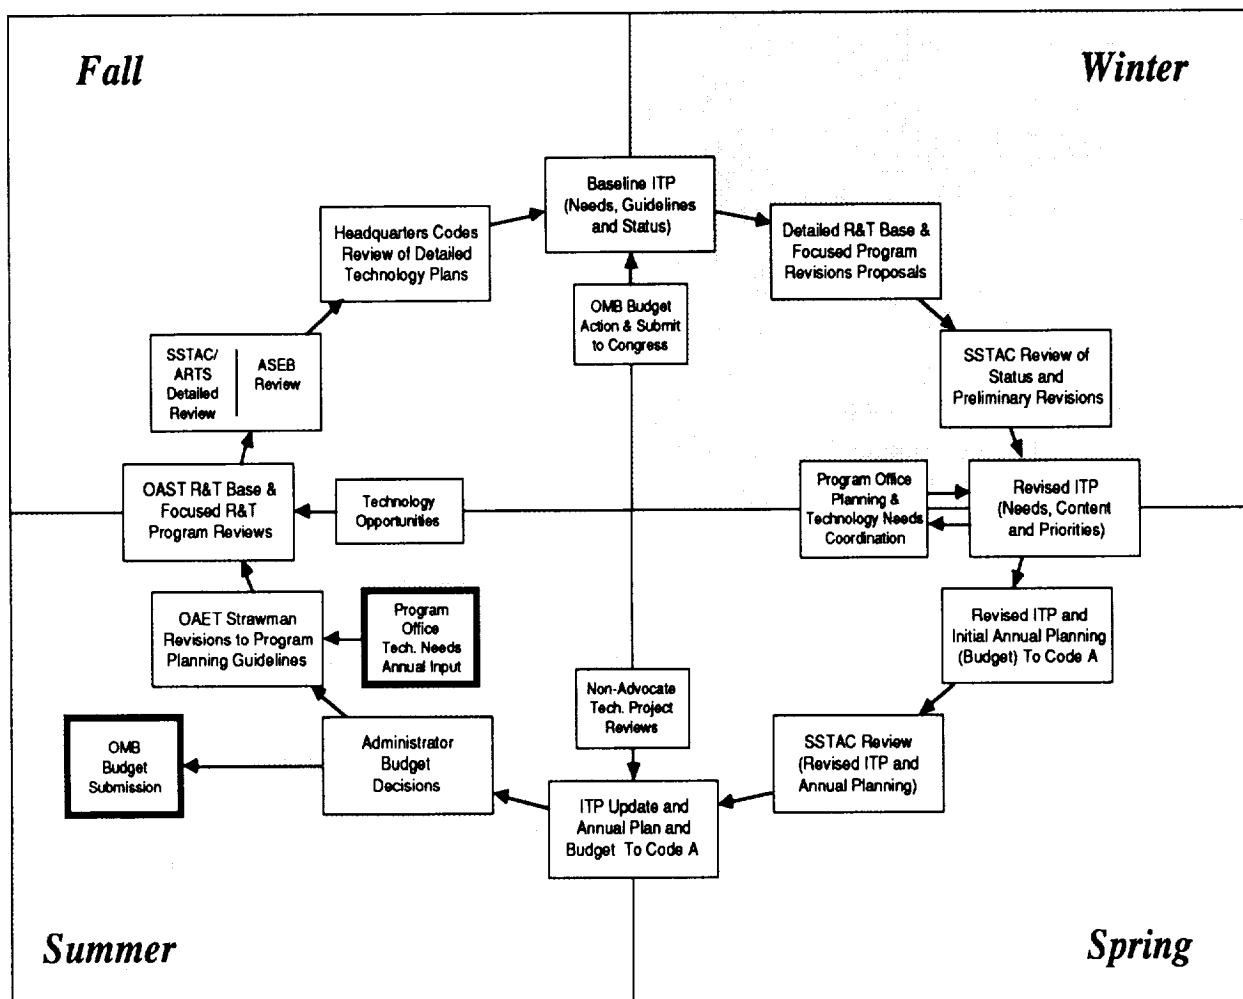 Fall
Winter
Baseline ITP
(Needs, Guidelines
and Status)
Headquarters Codes
Review of Detailed
Technology Plans
Detailed R&T Base &
Focused Program
Revisions Proposals
OMB Budget
Action & Submit
to Congress
SSTAC/
ARTS
Detailed
Review
ASEB
Review
SSTAC Review of
Status and
Preliminary Revisions
OAST R&T Base &
Focused R&T
Program Reviews
Technology
Opportunities
Program Office
Planning &
Technology Needs
Coordination
Revised ITP
(Needs, Content
and Priorities)
OAET Strawman
Revisions to Program
Planning Guidelines
Program
Office
Tech. Needs
Annual Input
Revised ITP and
Initial Annual Planning
(Budget) To Code A
Non-Advocate
Tech. Project
Reviews
OMB
Budget
Submission
Administrator
Budget
Decisions
SSTAC Review
(Revised ITP and
Annual Planning)
ITP Update and
Annual Plan and
Budget To Code A
Summer
Spring